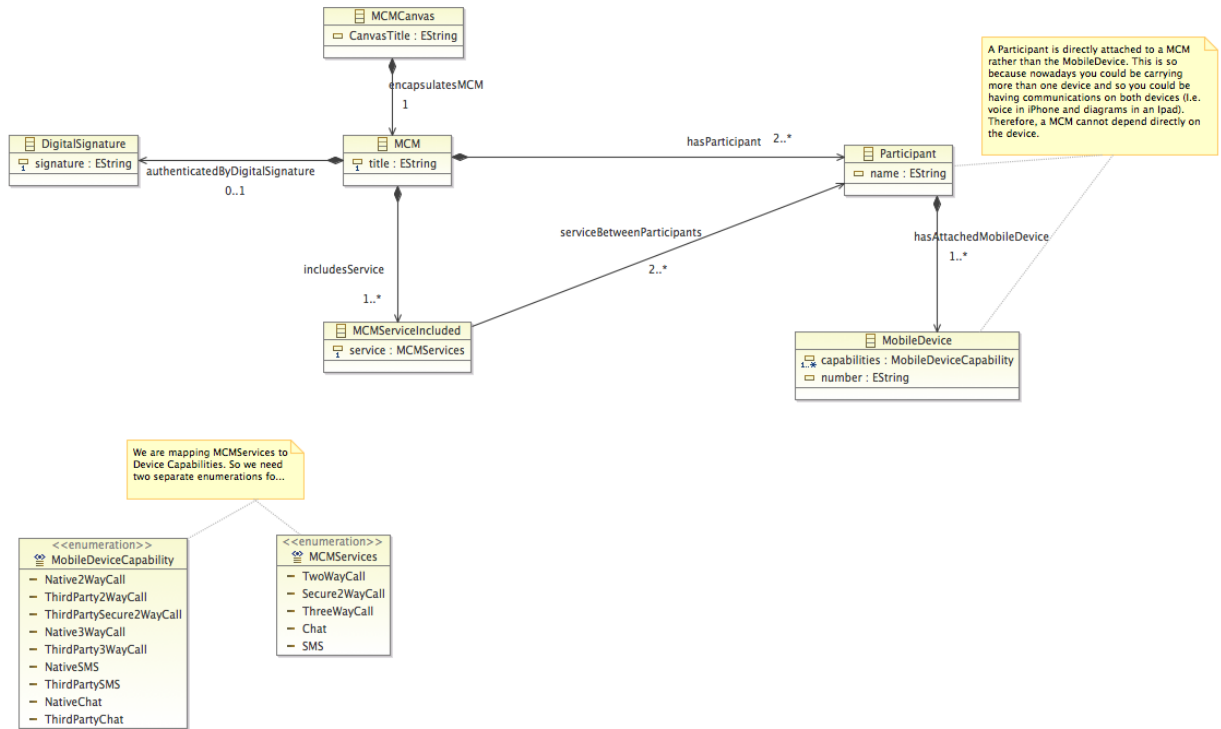 MCMCanvas
CanvasTitle : EString
encapsulatesMCM
1
A Participant is directly attached to a MCM
rather than the MobileDevice. This is so
because nowadays you could be carrying
more than one device and so you could be
having communications on both devices (I.e.
voice in iPhone and diagrams in an Ipad).
Therefore, a MCM cannot depend directly on
the device.
DigitalSignature
1 signature : EString
authenticatedByDigitalSignature
0..1
MCM
1 title : EString
hasParticipant 2..*
Participant
name : EString
serviceBetweenParticipants
2..*
hasAttachedMobileDevice
1..*
includesService
1..*
MCMServiceIncluded
1 service : MCMServices
MobileDevice
1..* capabilities : MobileDeviceCapability
number : EString
We are mapping MCMServices to
Device Capabilities. So we need
two separate enumerations fo...
<<enumeration>>
MobileDeviceCapability
Native2WayCall
ThirdParty2WayCall
ThirdPartySecure2WayCall
Native3WayCall
ThirdParty3WayCall
NativeSMS
ThirdPartySMS
NativeChat
ThirdPartyChat
<<enumeration>>
MCMServices
TwoWayCall
Secure2WayCall
ThreeWayCall
Chat
SMS